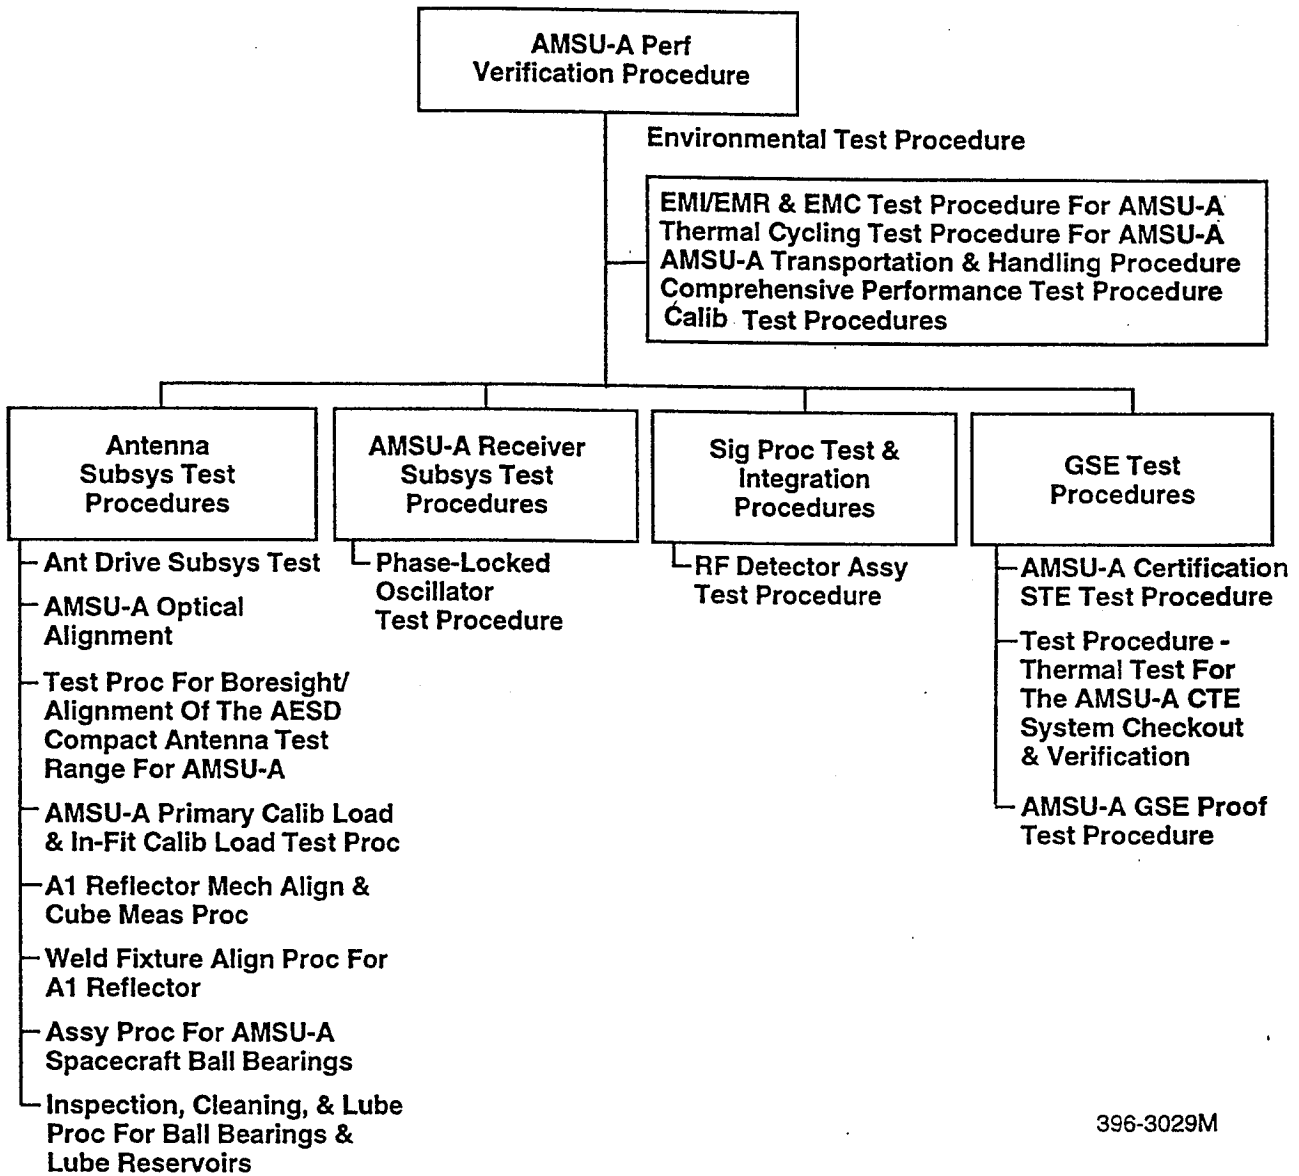 AMSU-A Perf
Verification Procedure
Environmental Test Procedure
EMI/EMR & EMC Test Procedure For AMSU-A
Thermal Cycling Test Procedure For AMSU-A
AMSU-A Transportation & Handling Procedure
Comprehensive Performance Test Procedure
Calib Test Procedures
Antenna
Subsys Test
Procedures
AMSU-A Receiver
Subsys Test
Procedures
Sig Proc Test &
Integration
Procedures
GSE Test
Procedures
Ant Drive Subsys Test
AMSU-A Optical
Alignment
Test Proc For Boresight/
Alignment Of The AESD
Compact Antenna Test
Range For AMSU-A
AMSU-A Primary Calib Load
& In-Fit Calib Load Test Proc
A1 Reflector Mech Align &
Cube Meas Proc
Weld Fixture Align Proc For
A1 Reflector
Assy Proc For AMSU-A
Spacecraft Ball Bearings
Inspection, Cleaning, & Lube
Proc For Ball Bearings &
Lube Reservoirs
Phase-Locked
Oscillator
Test Procedure
RF Detector Assy
Test Procedure
AMSU-A Certification
STE Test Procedure
Test Procedure -
Thermal Test For
The AMSU-A CTE
System Checkout
& Verification
AMSU-A GSE Proof
Test Procedure
396-3029M